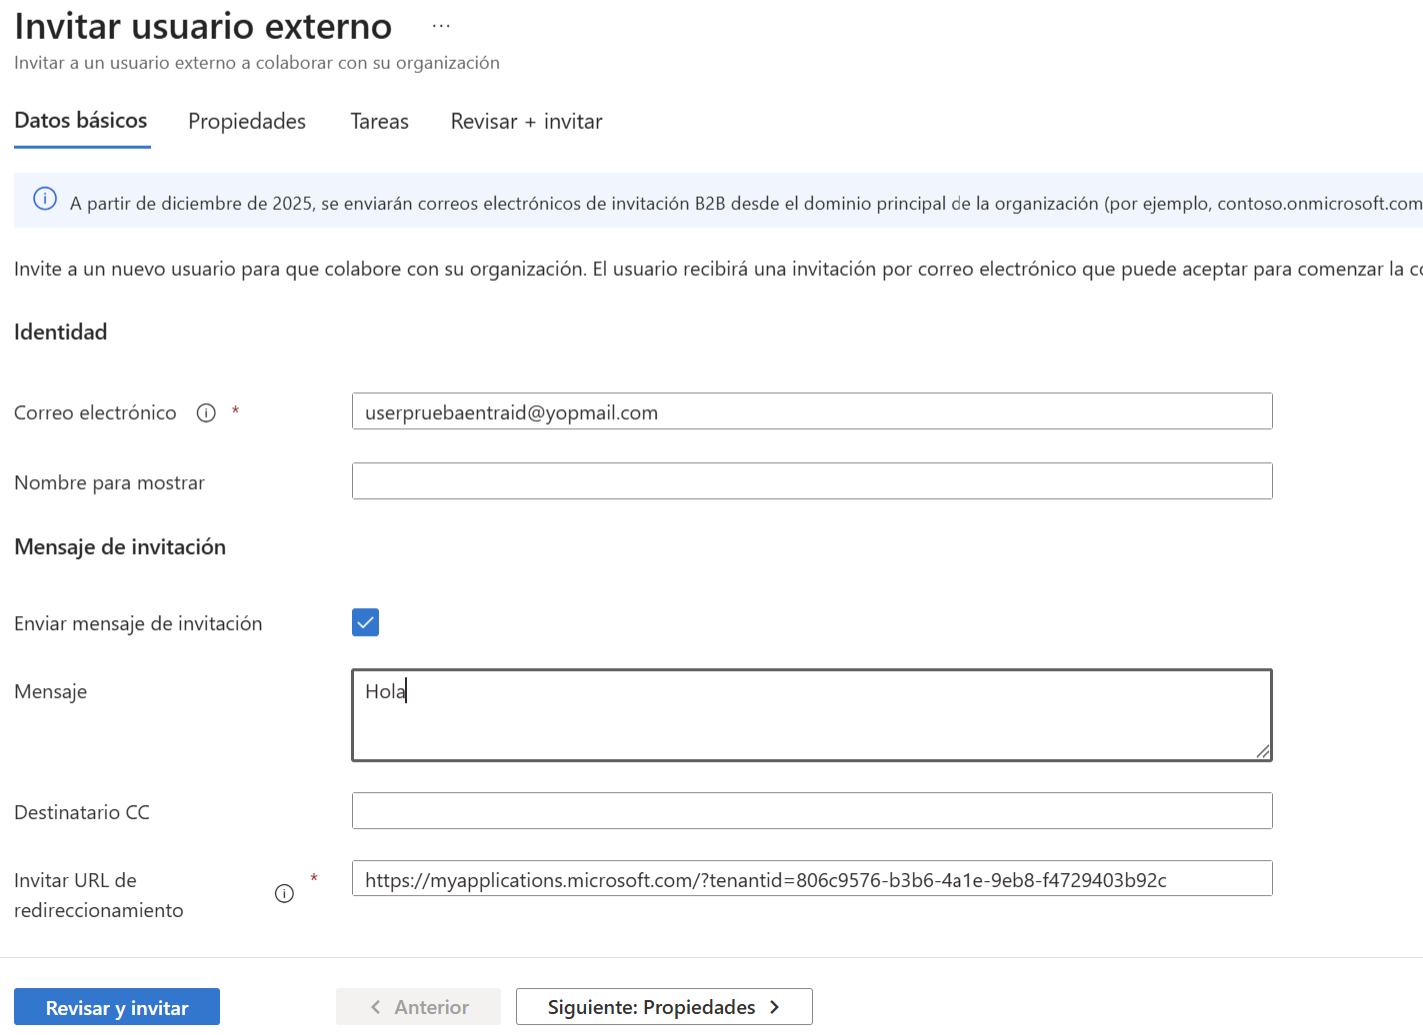 Invitar usuario externo ...
Invitar a un usuario externo a colaborar con su organización
Datos básicos Propiedades Tareas Revisar + invitar
A partir de diciembre de 2025, se enviarán correos electrónicos de invitación B2B desde el dominio principal de la organización (por ejemplo, contoso.onmicrosoft.com
Invite a un nuevo usuario para que colabore con su organización. El usuario recibirá una invitación por correo electrónico que puede aceptar para comenzar la
Identidad
Correo electrónico * userpruebaentraid@yopmail.com
Nombre para mostrar
Mensaje de invitación
Enviar mensaje de invitación
Mensaje Hola
Destinatario CC
Invitar URL de redireccionamiento * https://myapplications.microsoft.com/?tenantid=806c9576-b3b6-4a1e-9eb8-f4729403b92c
Revisar y invitar < Anterior Siguiente: Propiedades >